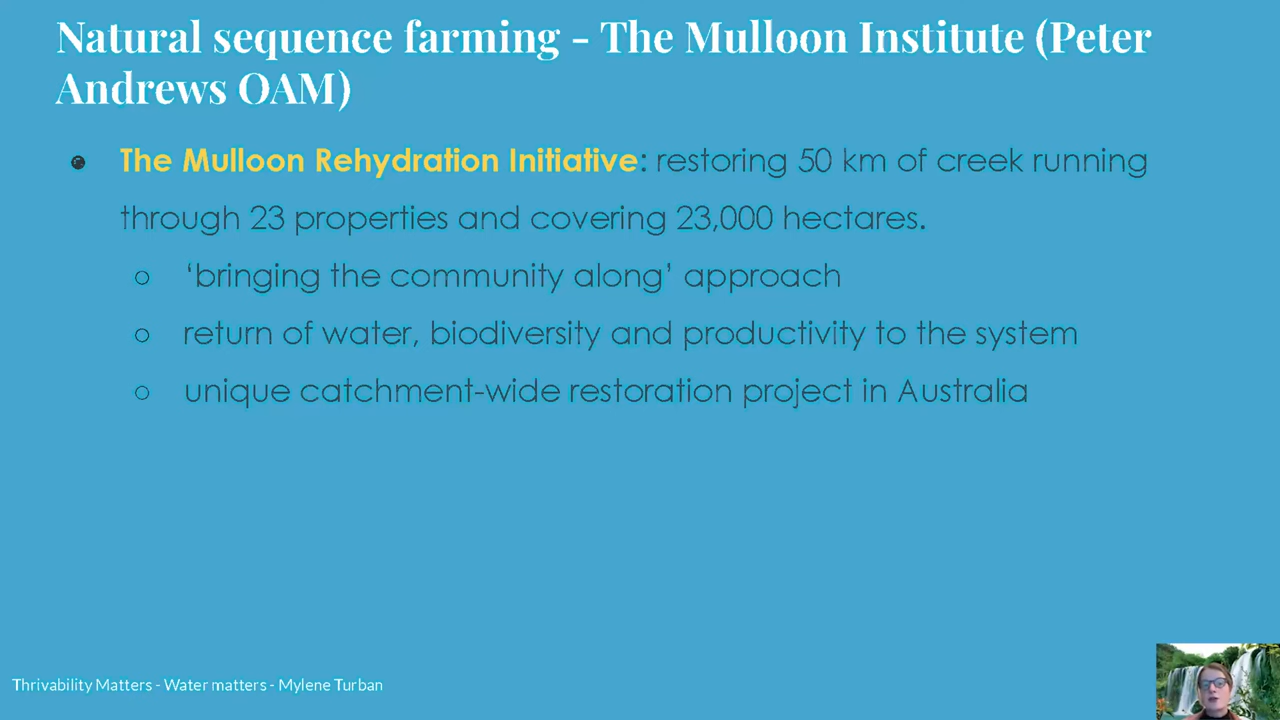 Natural sequence farming - The Mulloon Institute (Peter
Andrews OAM)
The Mulloon Rehydration Initiative: restoring 50 km of creek running
through 23 properties and covering 23,000 hectares.
‘bringing the community along’ approach
return of water, biodiversity and productivity to the system
unique catchment-wide restoration project in Australia
Thrivability Matters - Water matters - Mylene Turban